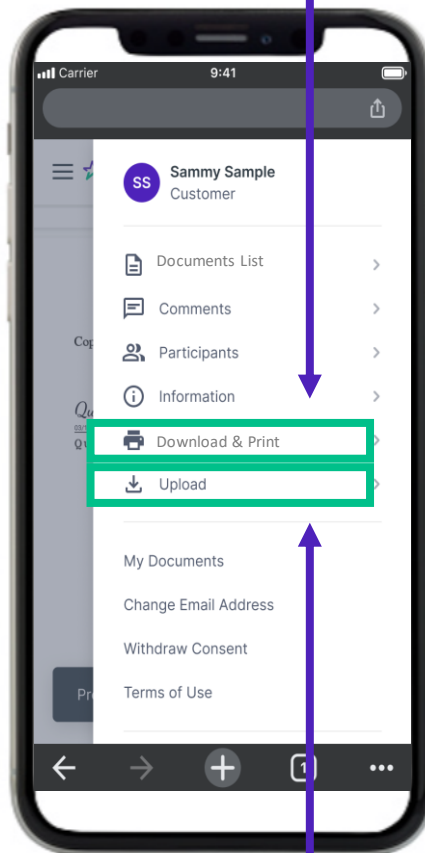 Carrier
9:41
SS
Sammy Sample
Customer
Documents List
Comments
Participants
Information
Download & Print
Upload
My Documents
Change Email Address
Withdraw Consent
Terms of Use